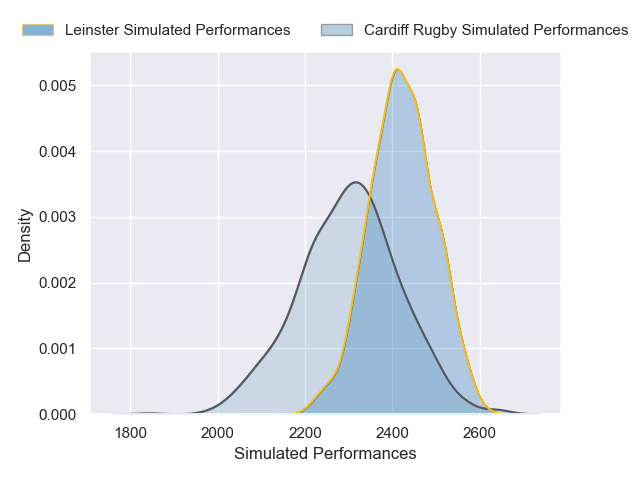 Leinster Simulated Performances Cardiff Rugby Simulated Performances
0.005
0.004
0.003
0.002
0.001
0.000
Density
1800 2000 2200 2400 2600
Simulated Performances